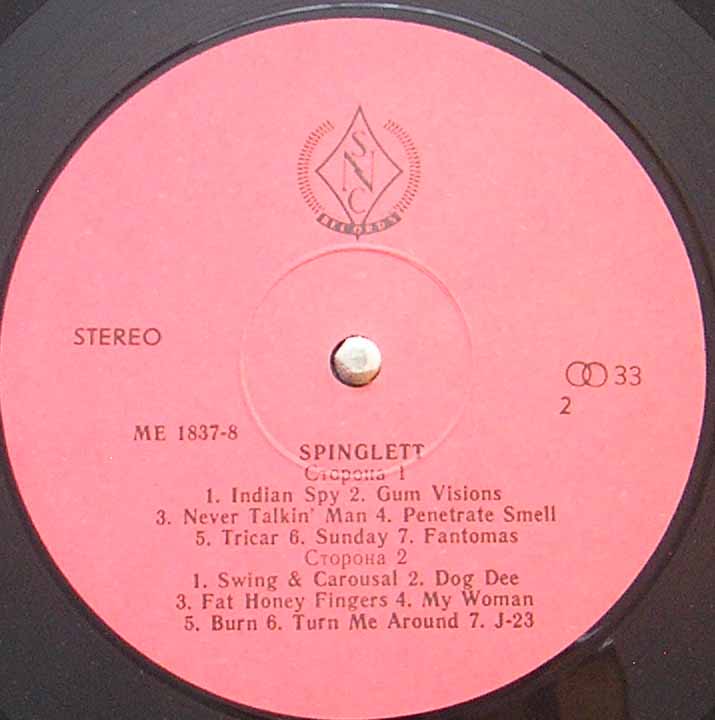 SNC
RECORDS
STEREO
33
2
ME 1837-8
SPINGLETT
Сторона 1
1. Indian Spy 2. Gum Visions
3. Never Talkin' Man 4. Penetrate Smell
5. Tricar 6. Sunday 7. Fantomas
Сторона 2
1. Swing & Carousal 2. Dog Dee
3. Fat Honey Fingers 4. My Woman
5. Burn 6. Turn Me Around 7. J-23